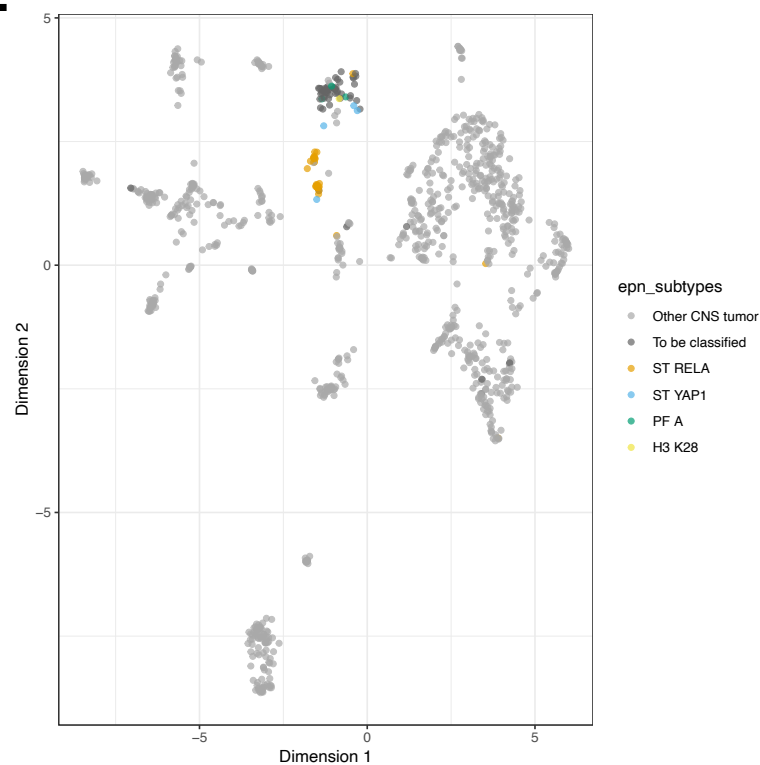 5
0
−5
Dimension 2
−5
0
5
Dimension 1
epn_subtypes
Other CNS tumor
To be classified
ST RELA
ST YAP1
PF A
H3 K28